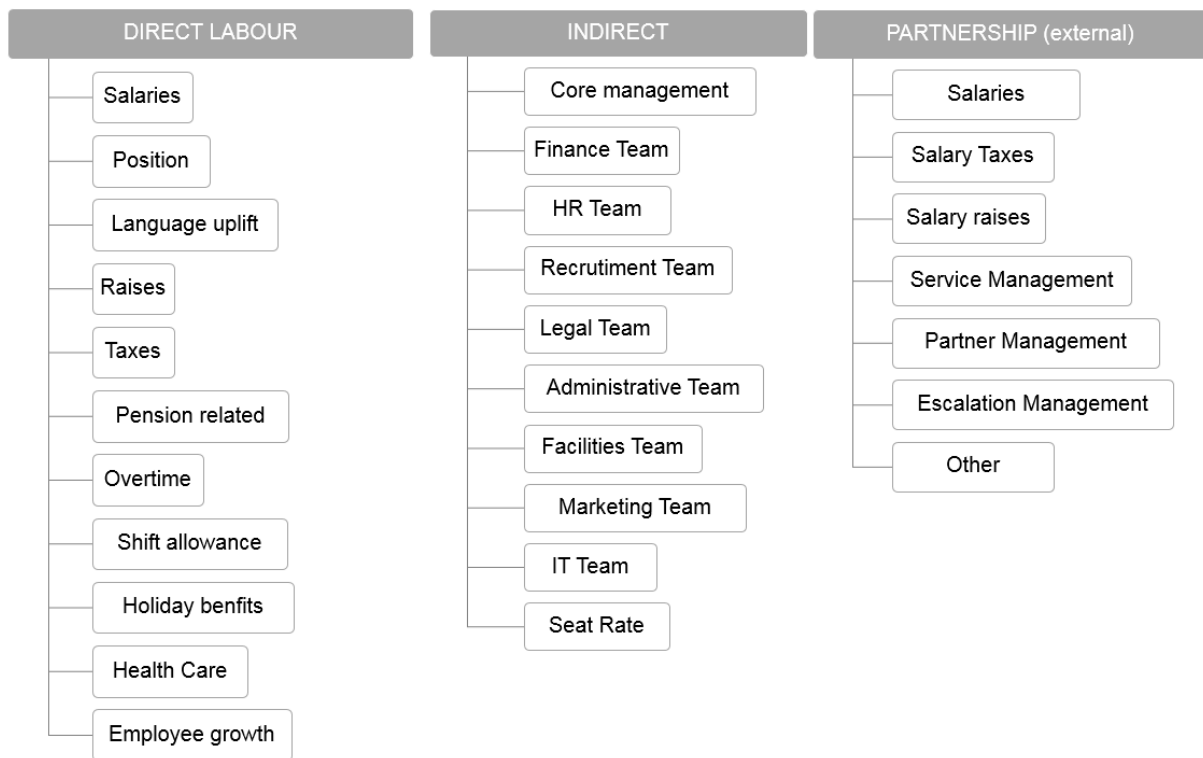 DIRECT LABOUR
Salaries
Position
Language uplift
Raises
Taxes
Pension related
Overtime
Shift allowance
Holiday benfits
Health Care
Employee growth
INDIRECT
Core management
Finance Team
HR Team
Recrutiment Team
Legal Team
Administrative Team
Facilities Team
Marketing Team
IT Team
Seat Rate
PARTNERSHIP (external)
Salaries
Salary Taxes
Salary raises
Service Management
Partner Management
Escalation Management
Other